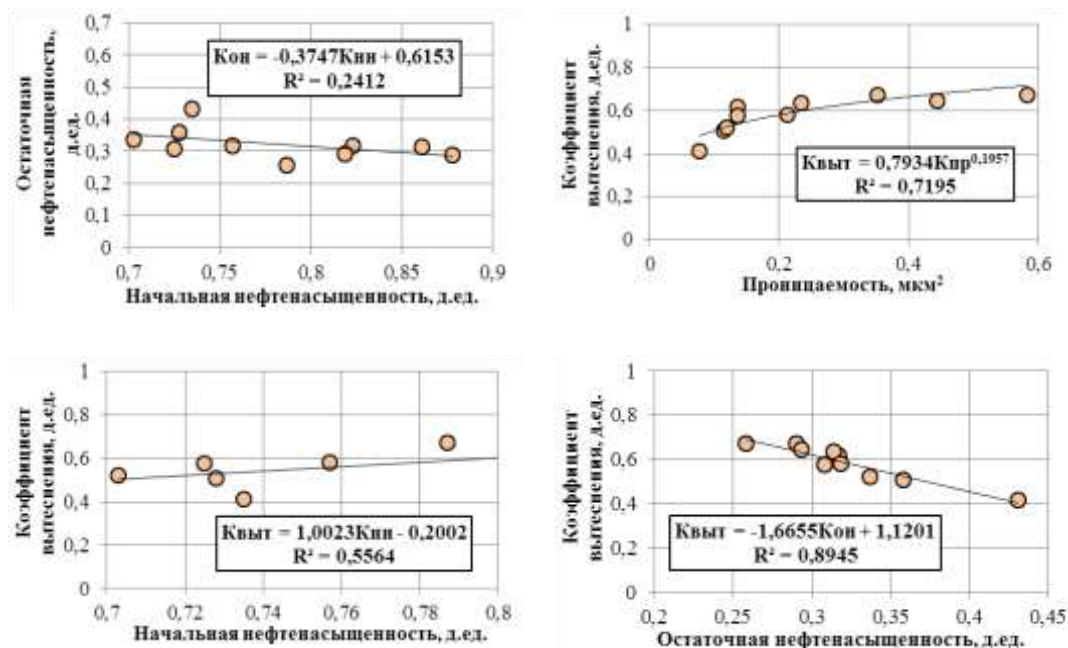 Остаточная
нефтенасыщенность,
д.ед.
0,7
0,6
0,5
0,4
0,3
0,2
0,1
0
Кон = -0,3747Кнн + 0,6153
R² = 0,2412
0,7
0,75
0,8
0,85
0,9
Начальная нефтенасыщенность, д.ед.
Коэффициент
вытеснения, д.ед.
1
0,8
0,6
0,4
0,2
0
Квыт = 0,7934Кпр^0,1957
R² = 0,7195
0
0,2
0,4
0,6
Проницаемость, мкм²
Коэффициент
вытеснения, д.ед.
1
0,8
0,6
0,4
0,2
0
Квыт = 1,0023Кнн - 0,2002
R² = 0,5564
0,7
0,72
0,74
0,76
0,78
0,8
Начальная нефтенасыщенность, д.ед.
Коэффициент
вытеснения, д.ед.
1
0,8
0,6
0,4
0,2
0
Квыт = -1,6655Кон + 1,1201
R² = 0,8945
0,2
0,25
0,3
0,35
0,4
0,45
Остаточная нефтенасыщенность, д.ед.